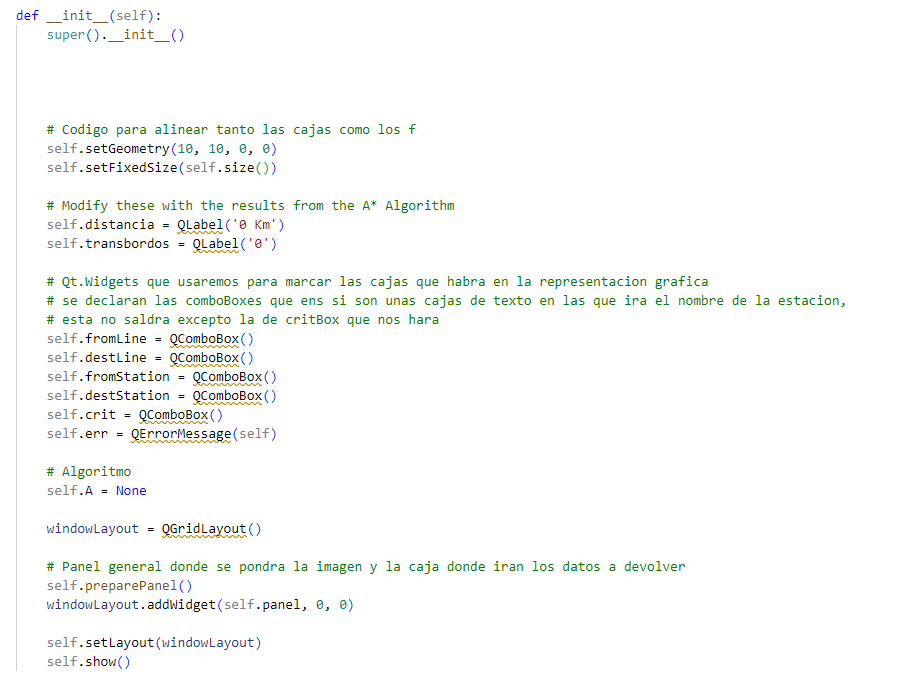 def __init__(self):
super().__init__()
# Codigo para alinear tanto las cajas como los f
self.setGeometry(10, 10, 0, 0)
self.setFixedSize(self.size())
# Modify these with the results from the A* Algorithm
self.distancia = QLabel('0 Km')
self.transbordos = QLabel('0')
# Qt.Widgets que usaremos para marcar las cajas que habra en la representacion grafica
# se declaran las comboBoxes que ens si son unas cajas de texto en las que ira el nombre de la estacion,
# esta no saldra excepto la de critBox que nos hara
self.fromLine = QComboBox()
self.destLine = QComboBox()
self.fromStation = QComboBox()
self.destStation = QComboBox()
self.crit = QComboBox()
self.err = QErrorMessage(self)
# Algoritmo
self.A = None
windowLayout = QGridLayout()
# Panel general donde se pondra la imagen y la caja donde iran los datos a devolver
self.preparePanel()
windowLayout.addWidget(self.panel, 0, 0)
self.setLayout(windowLayout)
self.show()